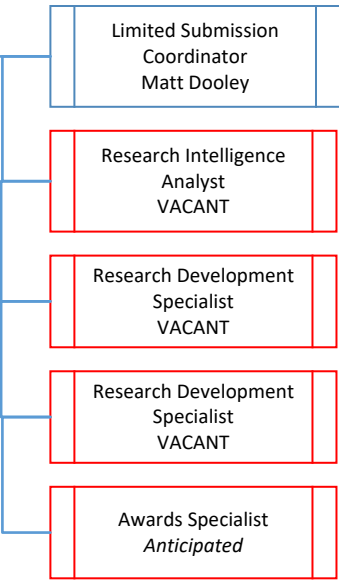 Limited Submission
Coordinator
Matt Dooley
Research Intelligence
Analyst
VACANT
Research Development
Specialist
VACANT
Research Development
Specialist
VACANT
Awards Specialist
Anticipated